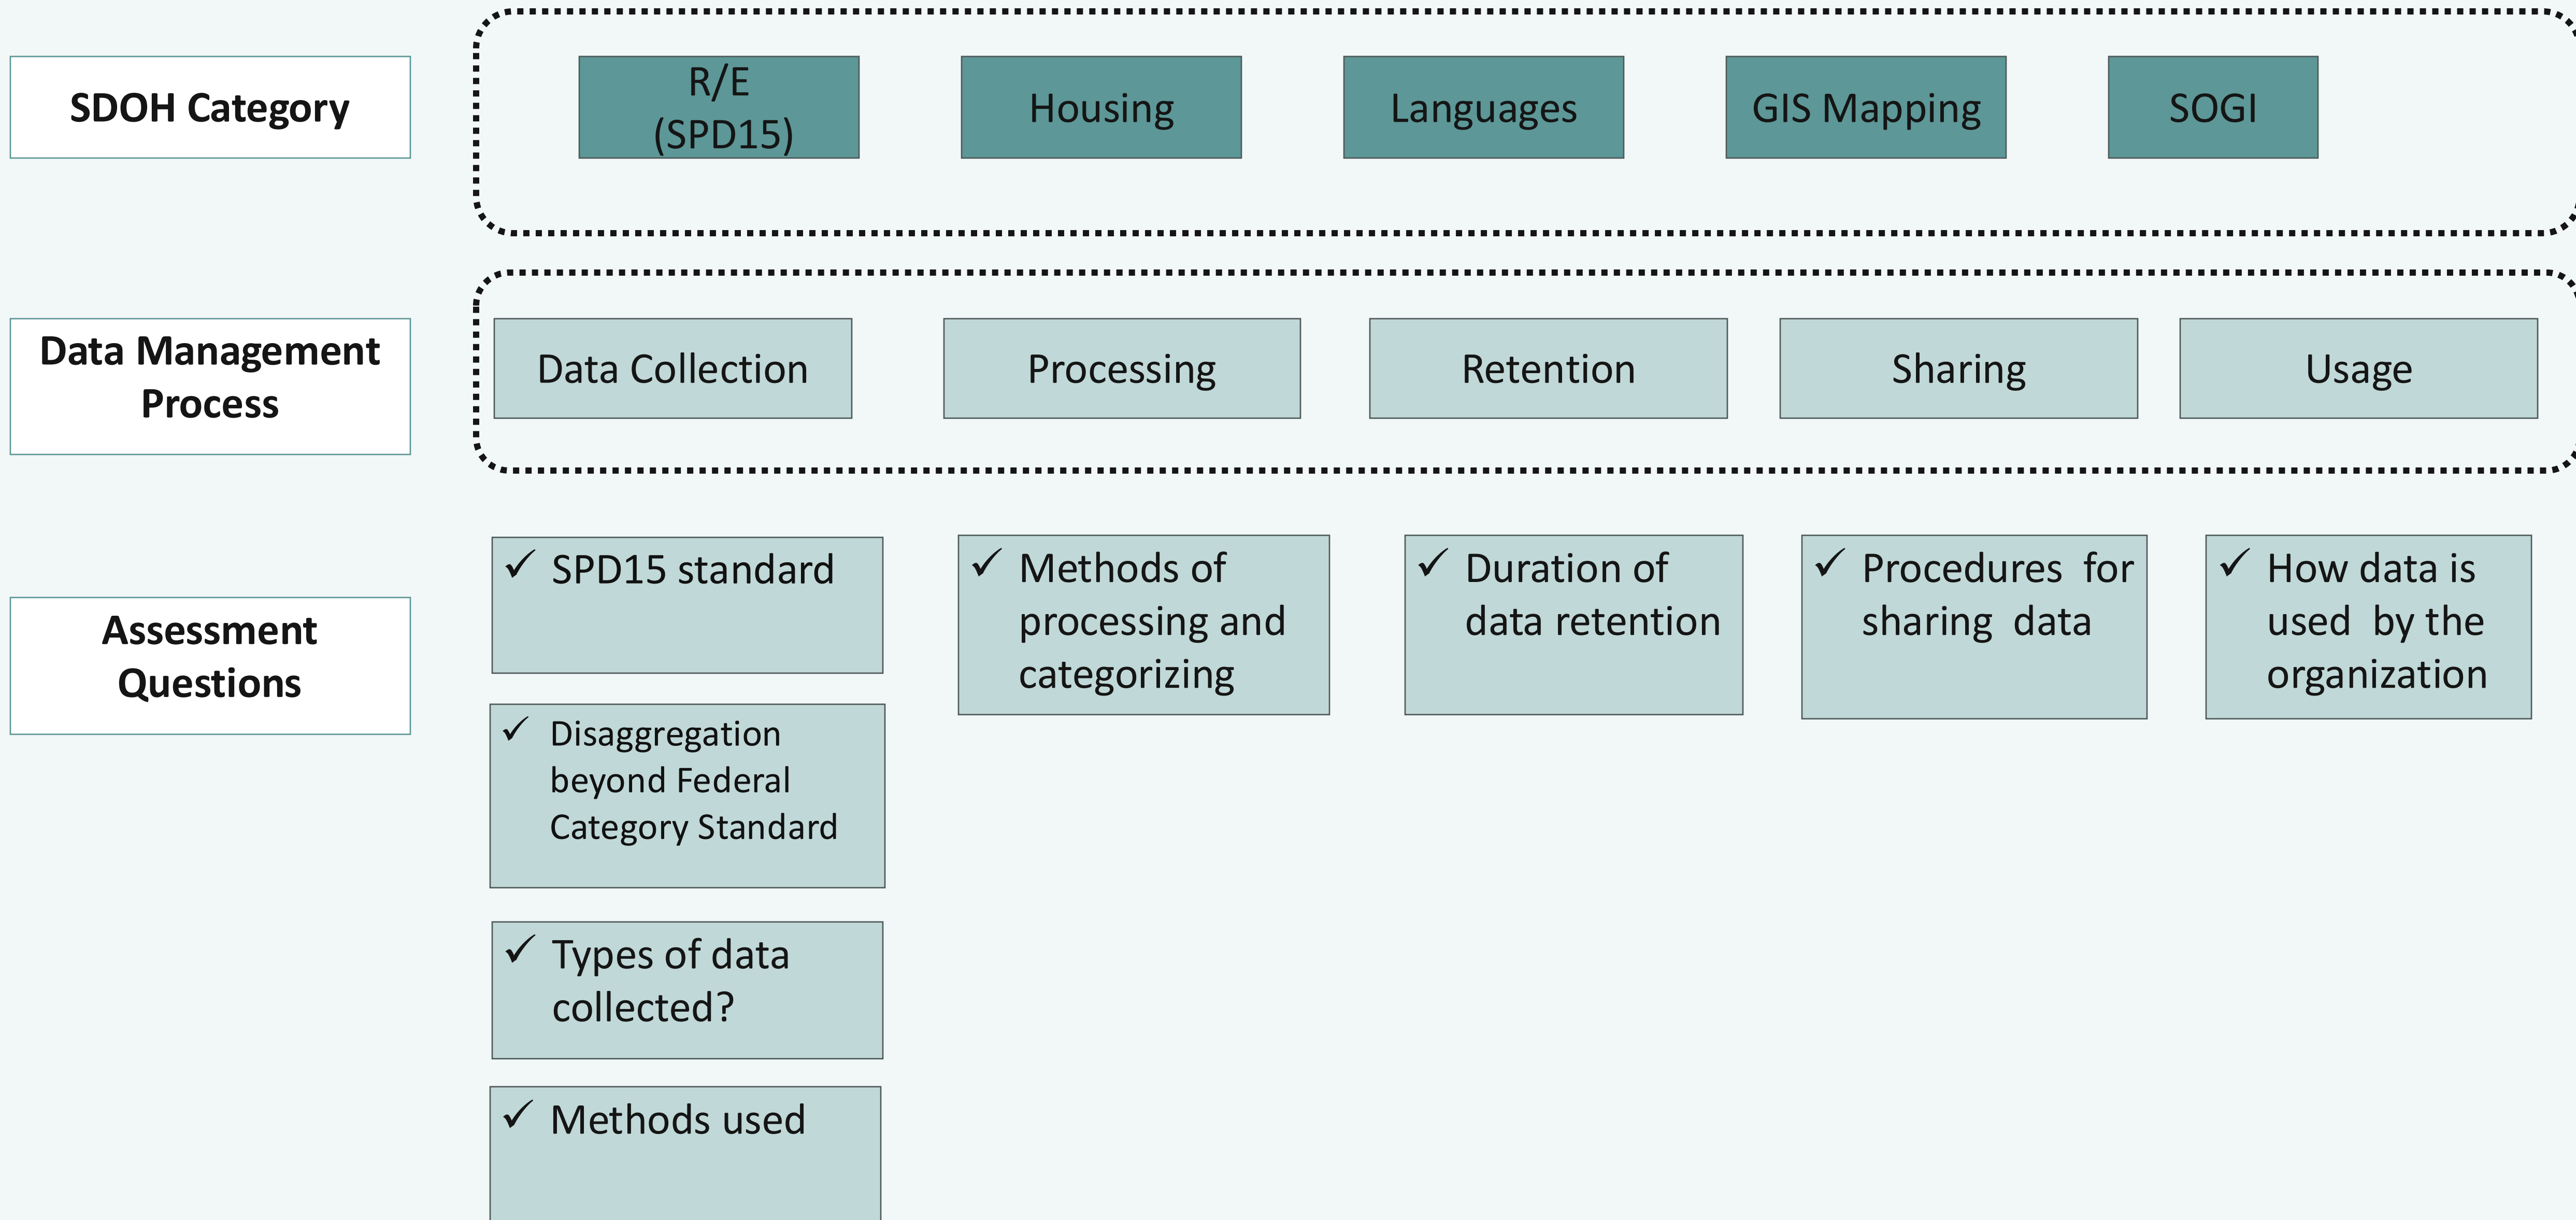 SDOH Category
R/E
(SPD15)
Housing
Languages
GIS Mapping
SOGI
Data Management
Process
Data Collection
Processing
Retention
Sharing
Usage
Assessment
Questions
✓ SPD15 standard
✓ Disaggregation
beyond Federal
Category Standard
✓ Types of data
collected?
✓ Methods used
✓ Methods of
processing and
categorizing
✓ Duration of
data retention
✓ Procedures for
sharing data
✓ How data is
used by the
organization